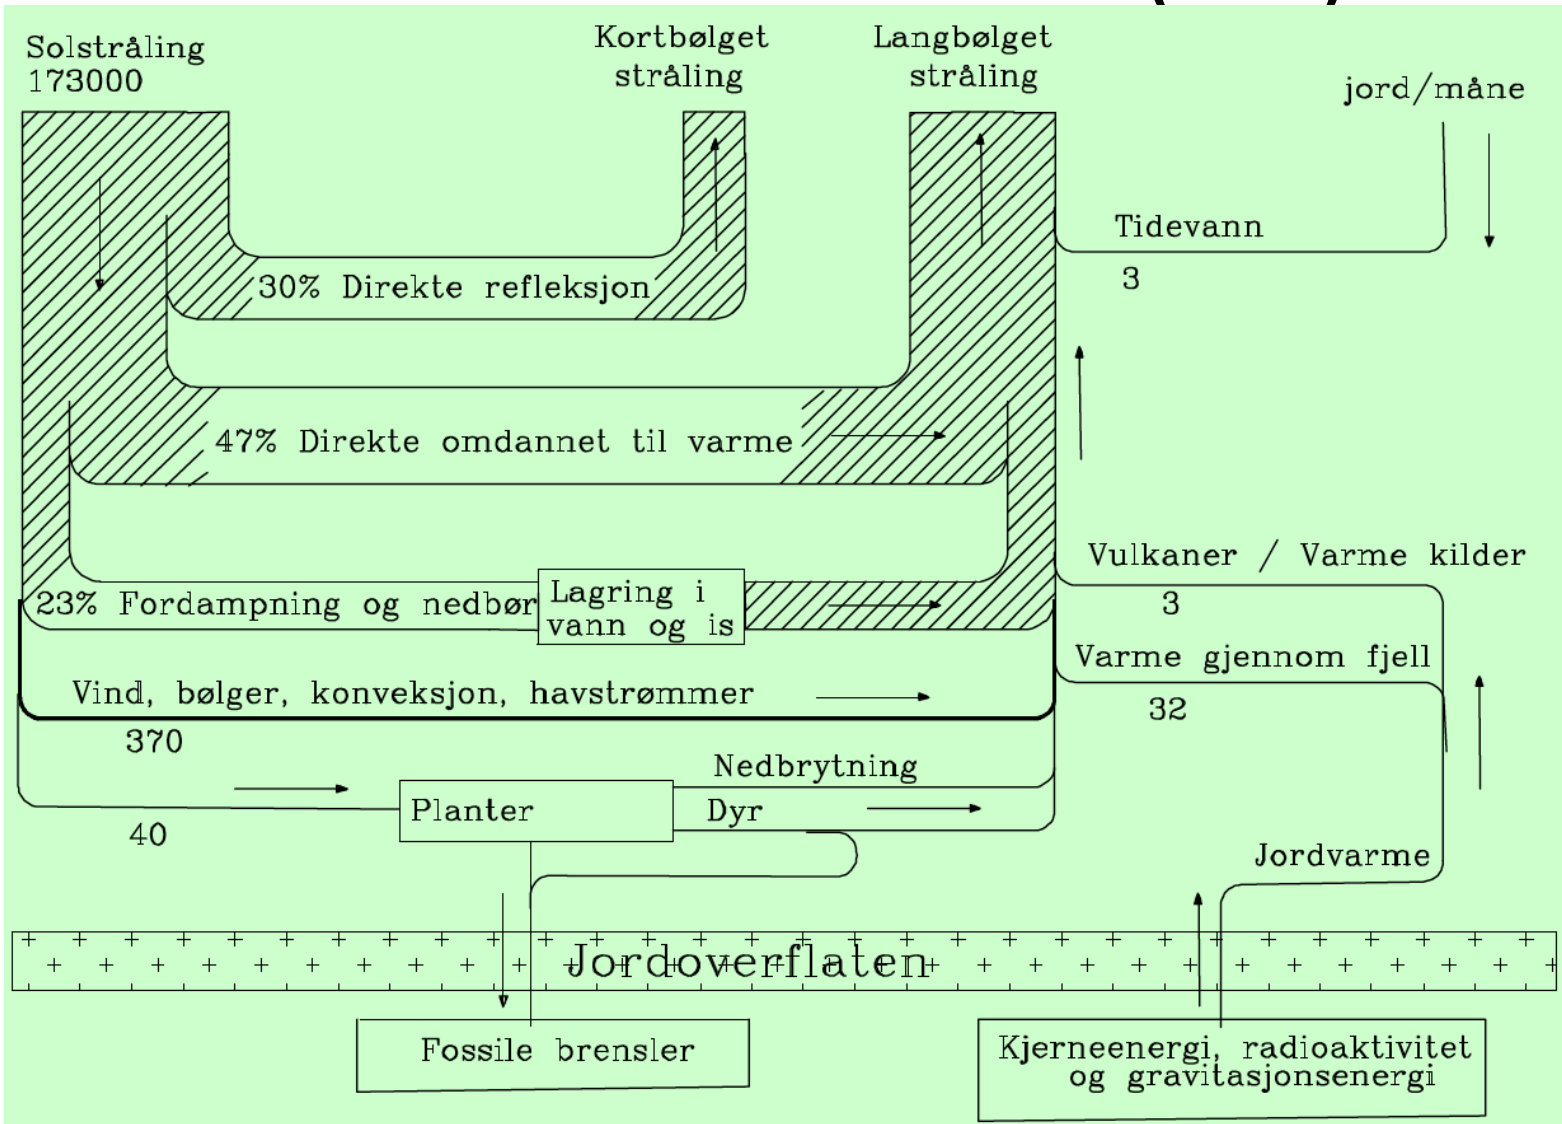 Solstråling
173000
Kortbølget
stråling
Langbølget
stråling
jord/måne
Tidevann
3
30% Direkte refleksjon
47% Direkte omdannet til varme
23% Fordampning og nedbør
Lagring i
vann og is
Vulkaner / Varme kilder
3
Varme gjennom fjell
32
Vind, bølger, konveksjon, havstrømmer
370
Nedbrytning
Planter
Dyr
40
Jordvarme
Jordoverflaten
Fossile brensler
Kjerneenergi, radioaktivitet
og gravitasjonsenergi